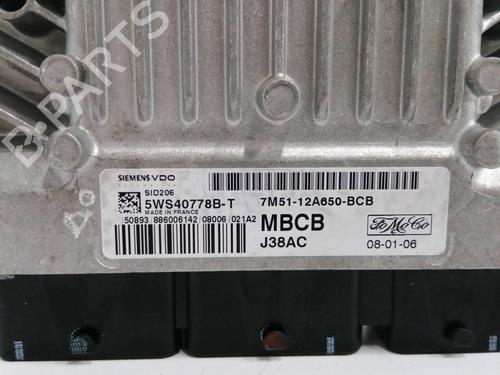 B-PARTS
SIEMENS VDO
Automotive
SID206
5WS40778B-T
MADE IN FRANCE
7M51-12A650-BCB
50893 886006142 08006 021A2
MBCB
J38AC
FoMoCo
08-01-06